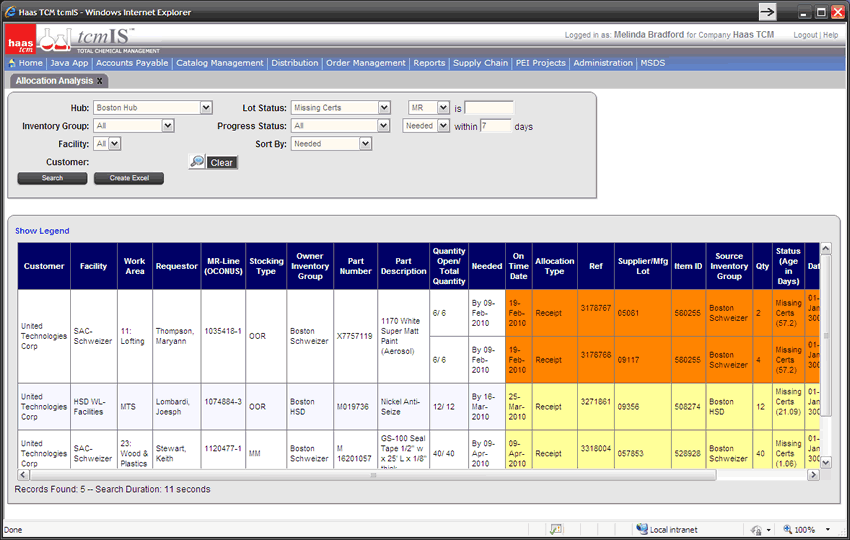 Haas TCM tcmIS - Windows Internet Explorer
haas tcm
tcmIS™
TOTAL CHEMICAL MANAGEMENT
Logged in as: Melinda Bradford for Company Haas TCM
Logout | Help
Home | Java App | Accounts Payable | Catalog Management | Distribution | Order Management | Reports | Supply Chain | PEI Projects | Administration | MSDS
Allocation Analysis x
Hub: Boston Hub Lot Status: Missing Certs MR is
Inventory Group: All Progress Status: All Needed within 7 days
Facility: All Sort By: Needed
Customer: Clear
Search Create Excel
Show Legend
Customer
Facility
Work
Area
Requestor
MR-Line
(OCONUS)
Stocking
Type
Owner
Inventory
Group
Part
Number
Part
Description
Quantity
Open/
Total
Quantity
Needed
On
Time
Date
Allocation
Type
Ref
Supplier/Mfg
Lot
Item ID
Source
Inventory
Group
Qty
Status
(Age
in
Days)
Dat
United
Technologies
Corp
SAC-
Schweizer
11:
Lofting
Thompson,
Maryann
1035418-1
OOR
Boston
Schweizer
X7757119
1170 White
Super Matt
Paint
(Aerosol)
6/ 6
By 09-
Feb-
2010
19-
Feb-
2010
Receipt
3178767
05081
580255
Boston
Schweizer
2
Missing
Certs
(57.2)
01-
Jan
300
6/ 6
By 09-
Feb-
2010
19-
Feb-
2010
Receipt
3178768
09117
580255
Boston
Schweizer
4
Missing
Certs
(57.2)
01-
Jan
300
United
Technologies
Corp
HSD WL-
Facilities
MTS
Lombardi,
Joesph
1074884-3
OOR
Boston
HSD
M019736
Nickel Anti-
Seize
12/ 12
By 16-
Mar-
2010
25-
Mar-
2010
Receipt
3271861
09356
508274
Boston
HSD
12
Missing
Certs
(21.09)
01-
Jan
300
United
Technologies
Corp
SAC-
Schweizer
23:
Wood &
Plastics
Stewart,
Keith
1120477-1
MM
Boston
Schweizer
M
16201057
GS-100 Seal
Tape 1/2" w
x 25' L x 1/8"
40/ 40
By 09-
Apr-
2010
09-
Apr-
2010
Receipt
3318004
057853
528928
Boston
Schweizer
40
Missing
Certs
(1.06)
01-
Jan
300
Records Found: 5 -- Search Duration: 11 seconds
Done
Local intranet
100%